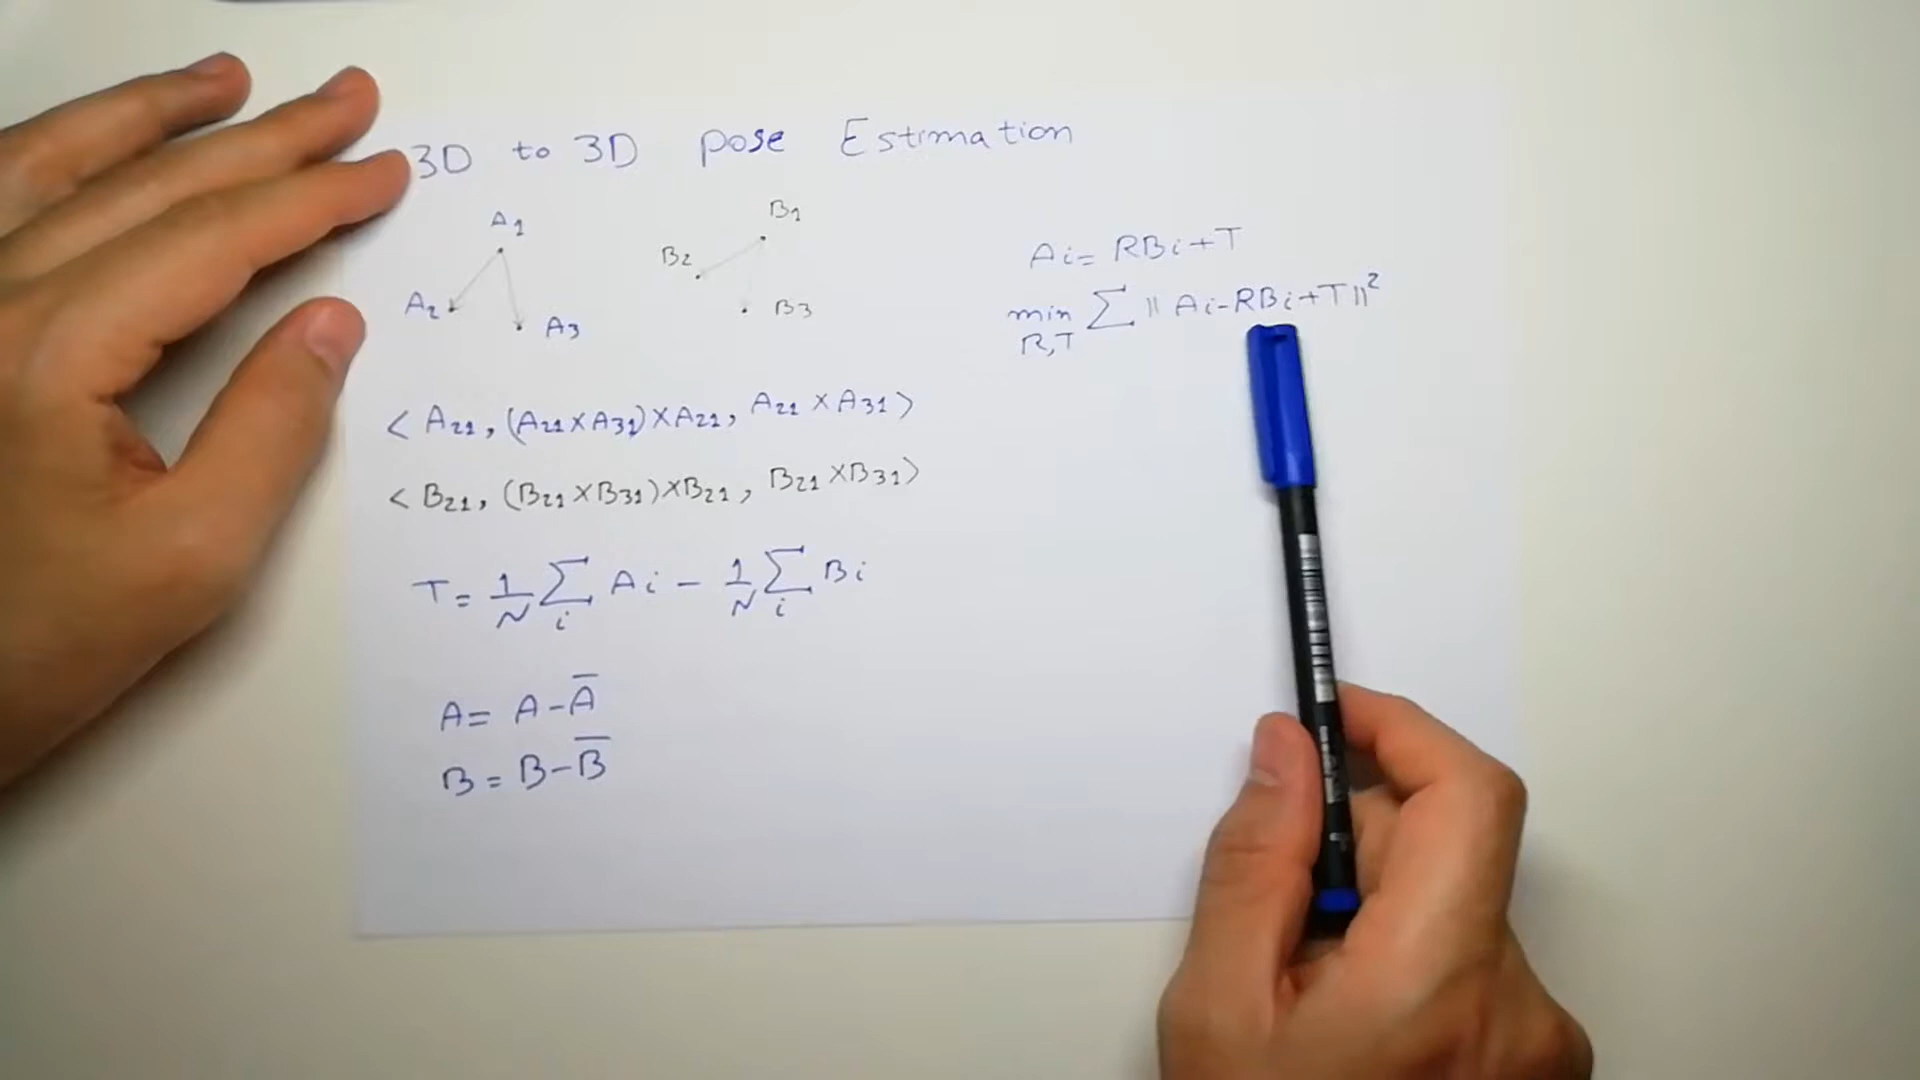 3D to 3D pose Estimation
A1
A2
A3
B1
B2
B3
< A21, (A21×A31)×A21, A21×A31>
< B21, (B21×B31)×B21, B21×B31>
T= 1/N ∑i Ai - 1/N ∑i Bi
A= A-A̅
B= B-B̅
Ai= RBi+T
min R,T ∑ || Ai-RBi+T ||²